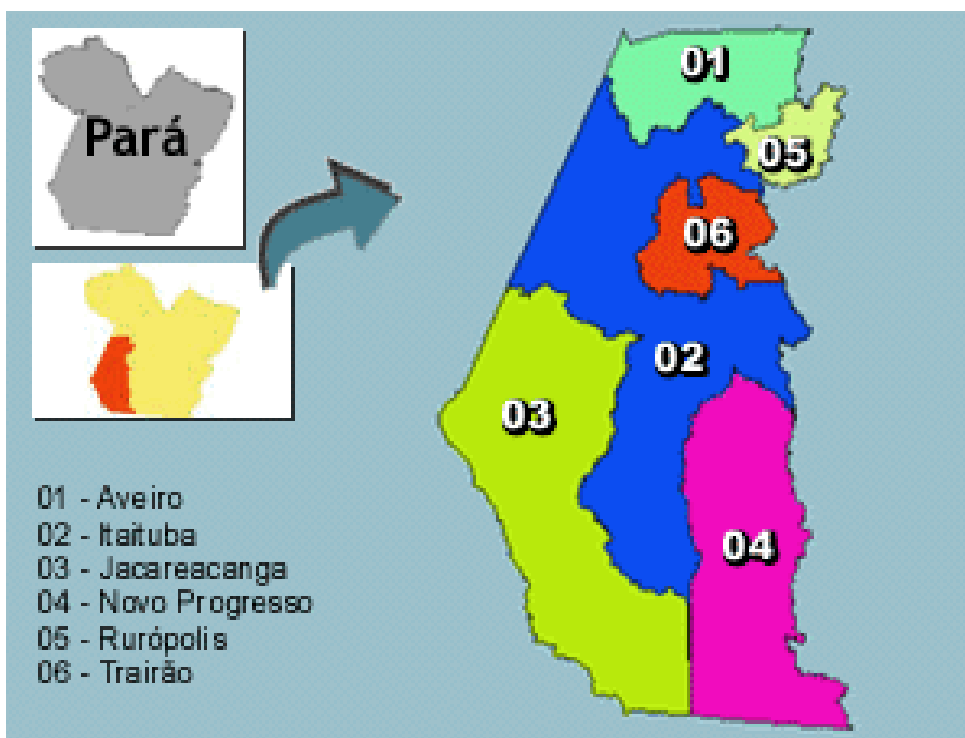 Pará
01
05
06
02
03
04
01 - Aveiro
02 - Itaituba
03 - Jacareacanga
04 - Novo Progresso
05 - Rurópolis
06 - Trairão